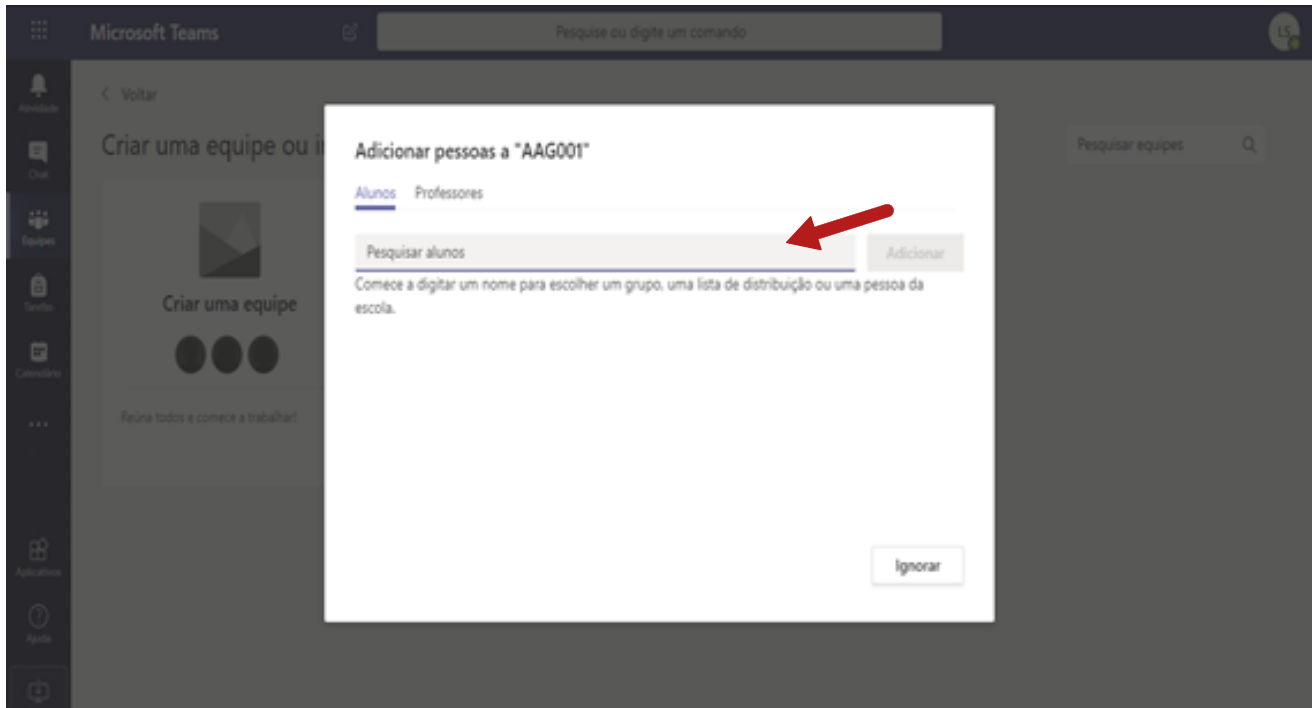 Microsoft Teams
Pesquise ou digite um comando
LS
Atividade
Chat
Equipes
Tarefas
Calendário
Aplicativos
Ajuda
Voltar
Criar uma equipe ou i
Pesquisar equipes
Criar uma equipe
Reúna todos e comece a trabalhar!
Adicionar pessoas a "AAG001"
Alunos Professores
Pesquisar alunos
Adicionar
Comece a digitar um nome para escolher um grupo, uma lista de distribuição ou uma pessoa da
escola.
Ignorar